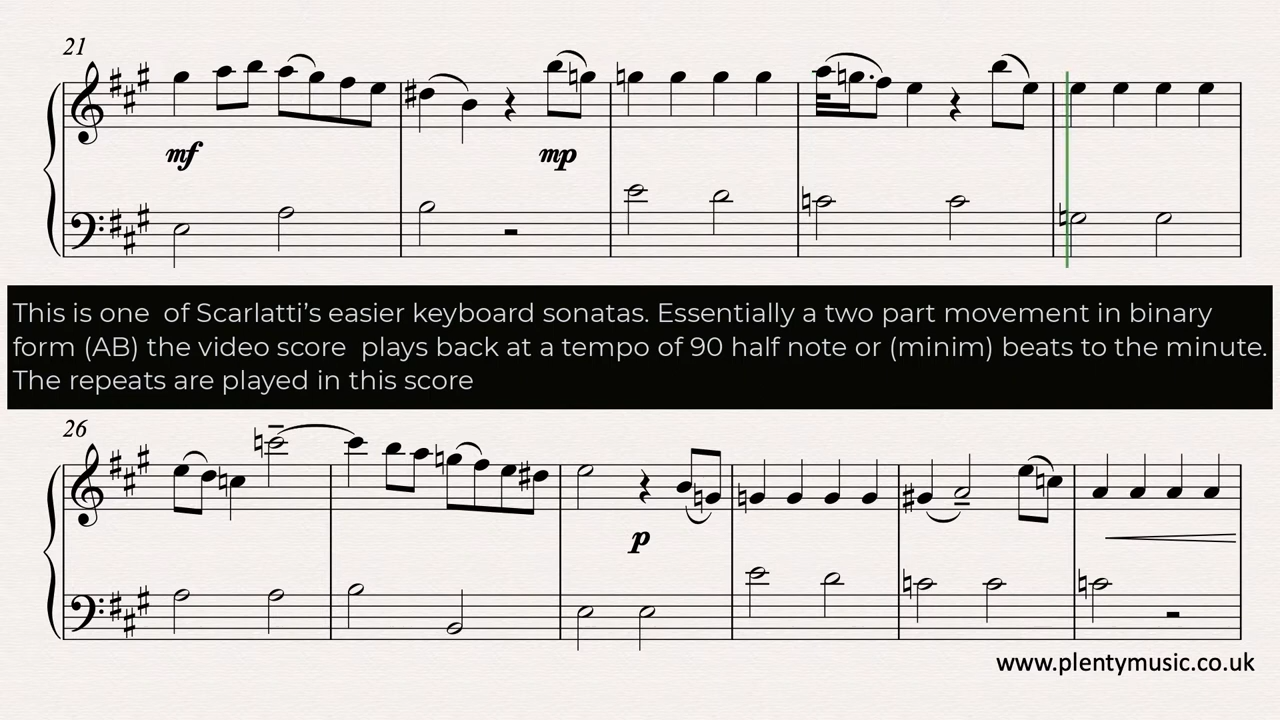 21
mf
mp
This is one  of Scarlatti’s easier keyboard sonatas. Essentially a two part movement in binary
form (AB) the video score  plays back at a tempo of 90 half note or (minim) beats to the minute.
The repeats are played in this score
26
p
www.plentymusic.co.uk